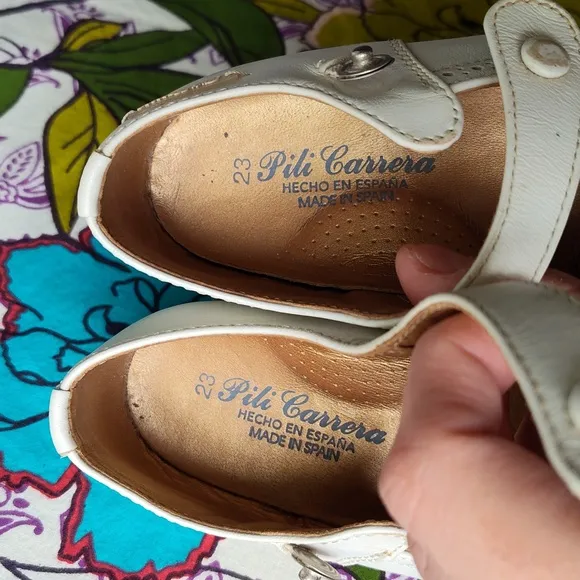 23
Pili Carrera
HECHO EN ESPAÑA
MADE IN SPAIN
23
Pili Carrera
HECHO EN ESPAÑA
MADE IN SPAIN